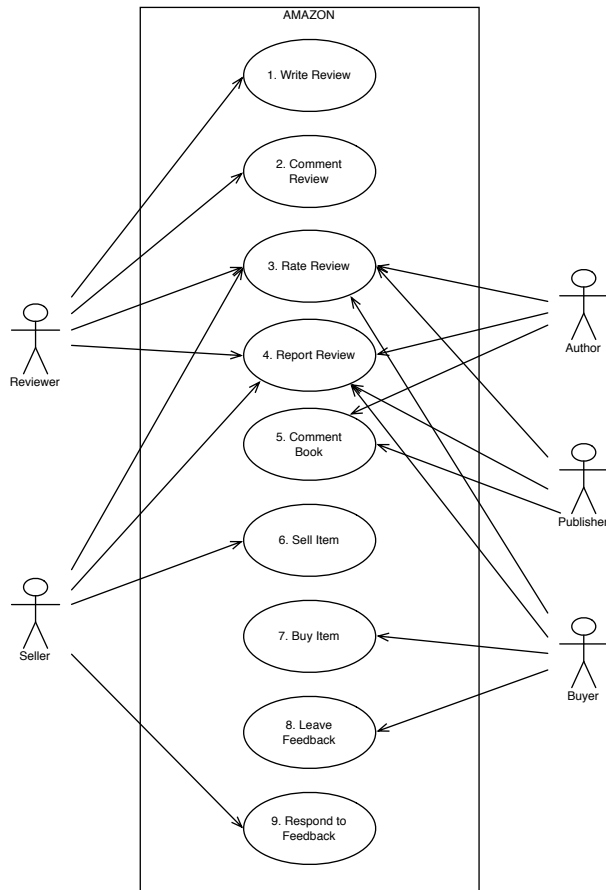 AMAZON
1. Write Review
2. Comment
Review
3. Rate Review
4. Report Review
5. Comment
Book
6. Sell Item
7. Buy Item
8. Leave
Feedback
9. Respond to
Feedback
Reviewer
Seller
Author
Publisher
Buyer